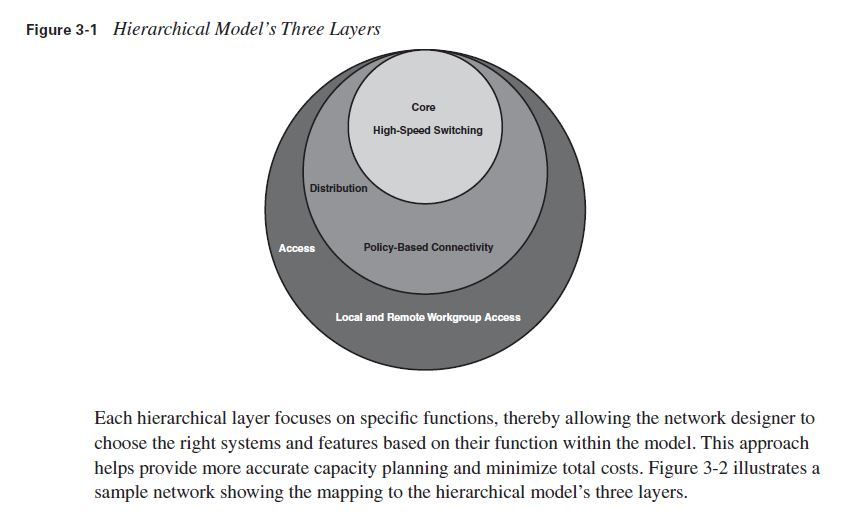 Figure 3-1 Hierarchical Model's Three Layers
Core
High-Speed Switching
Distribution
Access
Policy-Based Connectivity
Local and Remote Workgroup Access
Each hierarchical layer focuses on specific functions, thereby allowing the network designer to
choose the right systems and features based on their function within the model. This approach
helps provide more accurate capacity planning and minimize total costs. Figure 3-2 illustrates a
sample network showing the mapping to the hierarchical model's three layers.